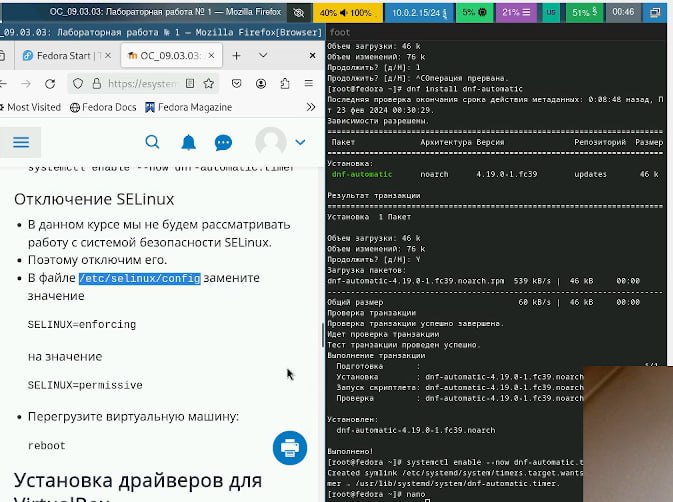 ОС_09.03.03: Лабораторная работа № 1 — Mozilla Firefox
40% 100%
10.0.2.15/24
5%
21%
us
51%
00:46
_09.03.03: Лабораторная работа № 1 — Mozilla Firefox[Browser]
foot
Fedora Start | T
ОС_09.03.03: Л
https://esystem
Most Visited
Fedora Docs
Fedora Magazine
systemctl enable --now dnf-automatic.timer
Отключение SELinux
• В данном курсе мы не будем рассматривать
работу с системой безопасности SELinux.
• Поэтому отключим его.
• В файле /etc/selinux/config замените
значение
SELINUX=enforcing
на значение
SELINUX=permissive
• Перегрузите виртуальную машину:
reboot
Установка драйверов для
VirtualBox
Объем загрузки: 46 k
Объем изменений: 76 k
Продолжить? [д/Н]: 1
Продолжить? [д/Н]: ^CОперация прервана.
[root@fedora ~]# dnf install dnf-automatic
Последняя проверка окончания срока действия метаданных: 0:08:48 назад, П
т 23 фев 2024 00:30:29.
Зависимости разрешены.
Пакет Архитектура Версия Репозиторий Размер
Установка:
dnf-automatic noarch 4.19.0-1.fc39 updates 46 k
Результат транзакции
Установка 1 Пакет
Объем загрузки: 46 k
Объем изменений: 76 k
Продолжить? [д/Н]: Y
Загрузка пакетов:
dnf-automatic-4.19.0-1.fc39.noarch.rpm 539 kB/s | 46 kB 00:00
Общий размер 60 kB/s | 46 kB 00:00
Проверка транзакции
Проверка транзакции успешно завершена.
Идет проверка транзакции
Тест транзакции проведен успешно.
Выполнение транзакции
Подготовка : 1/1
Установка : dnf-automatic-4.19.0-1.fc39.noarch
Запуск скриптлета: dnf-automatic-4.19.0-1.fc39.noarch
Проверка : dnf-automatic-4.19.0-1.fc39.noarch
Установлен:
dnf-automatic-4.19.0-1.fc39.noarch
Выполнено!
[root@fedora ~]# systemctl enable --now dnf-automatic.t
Created symlink /etc/systemd/system/timers.target.wants
mer → /usr/lib/systemd/system/dnf-automatic.timer.
[root@fedora ~]# nano